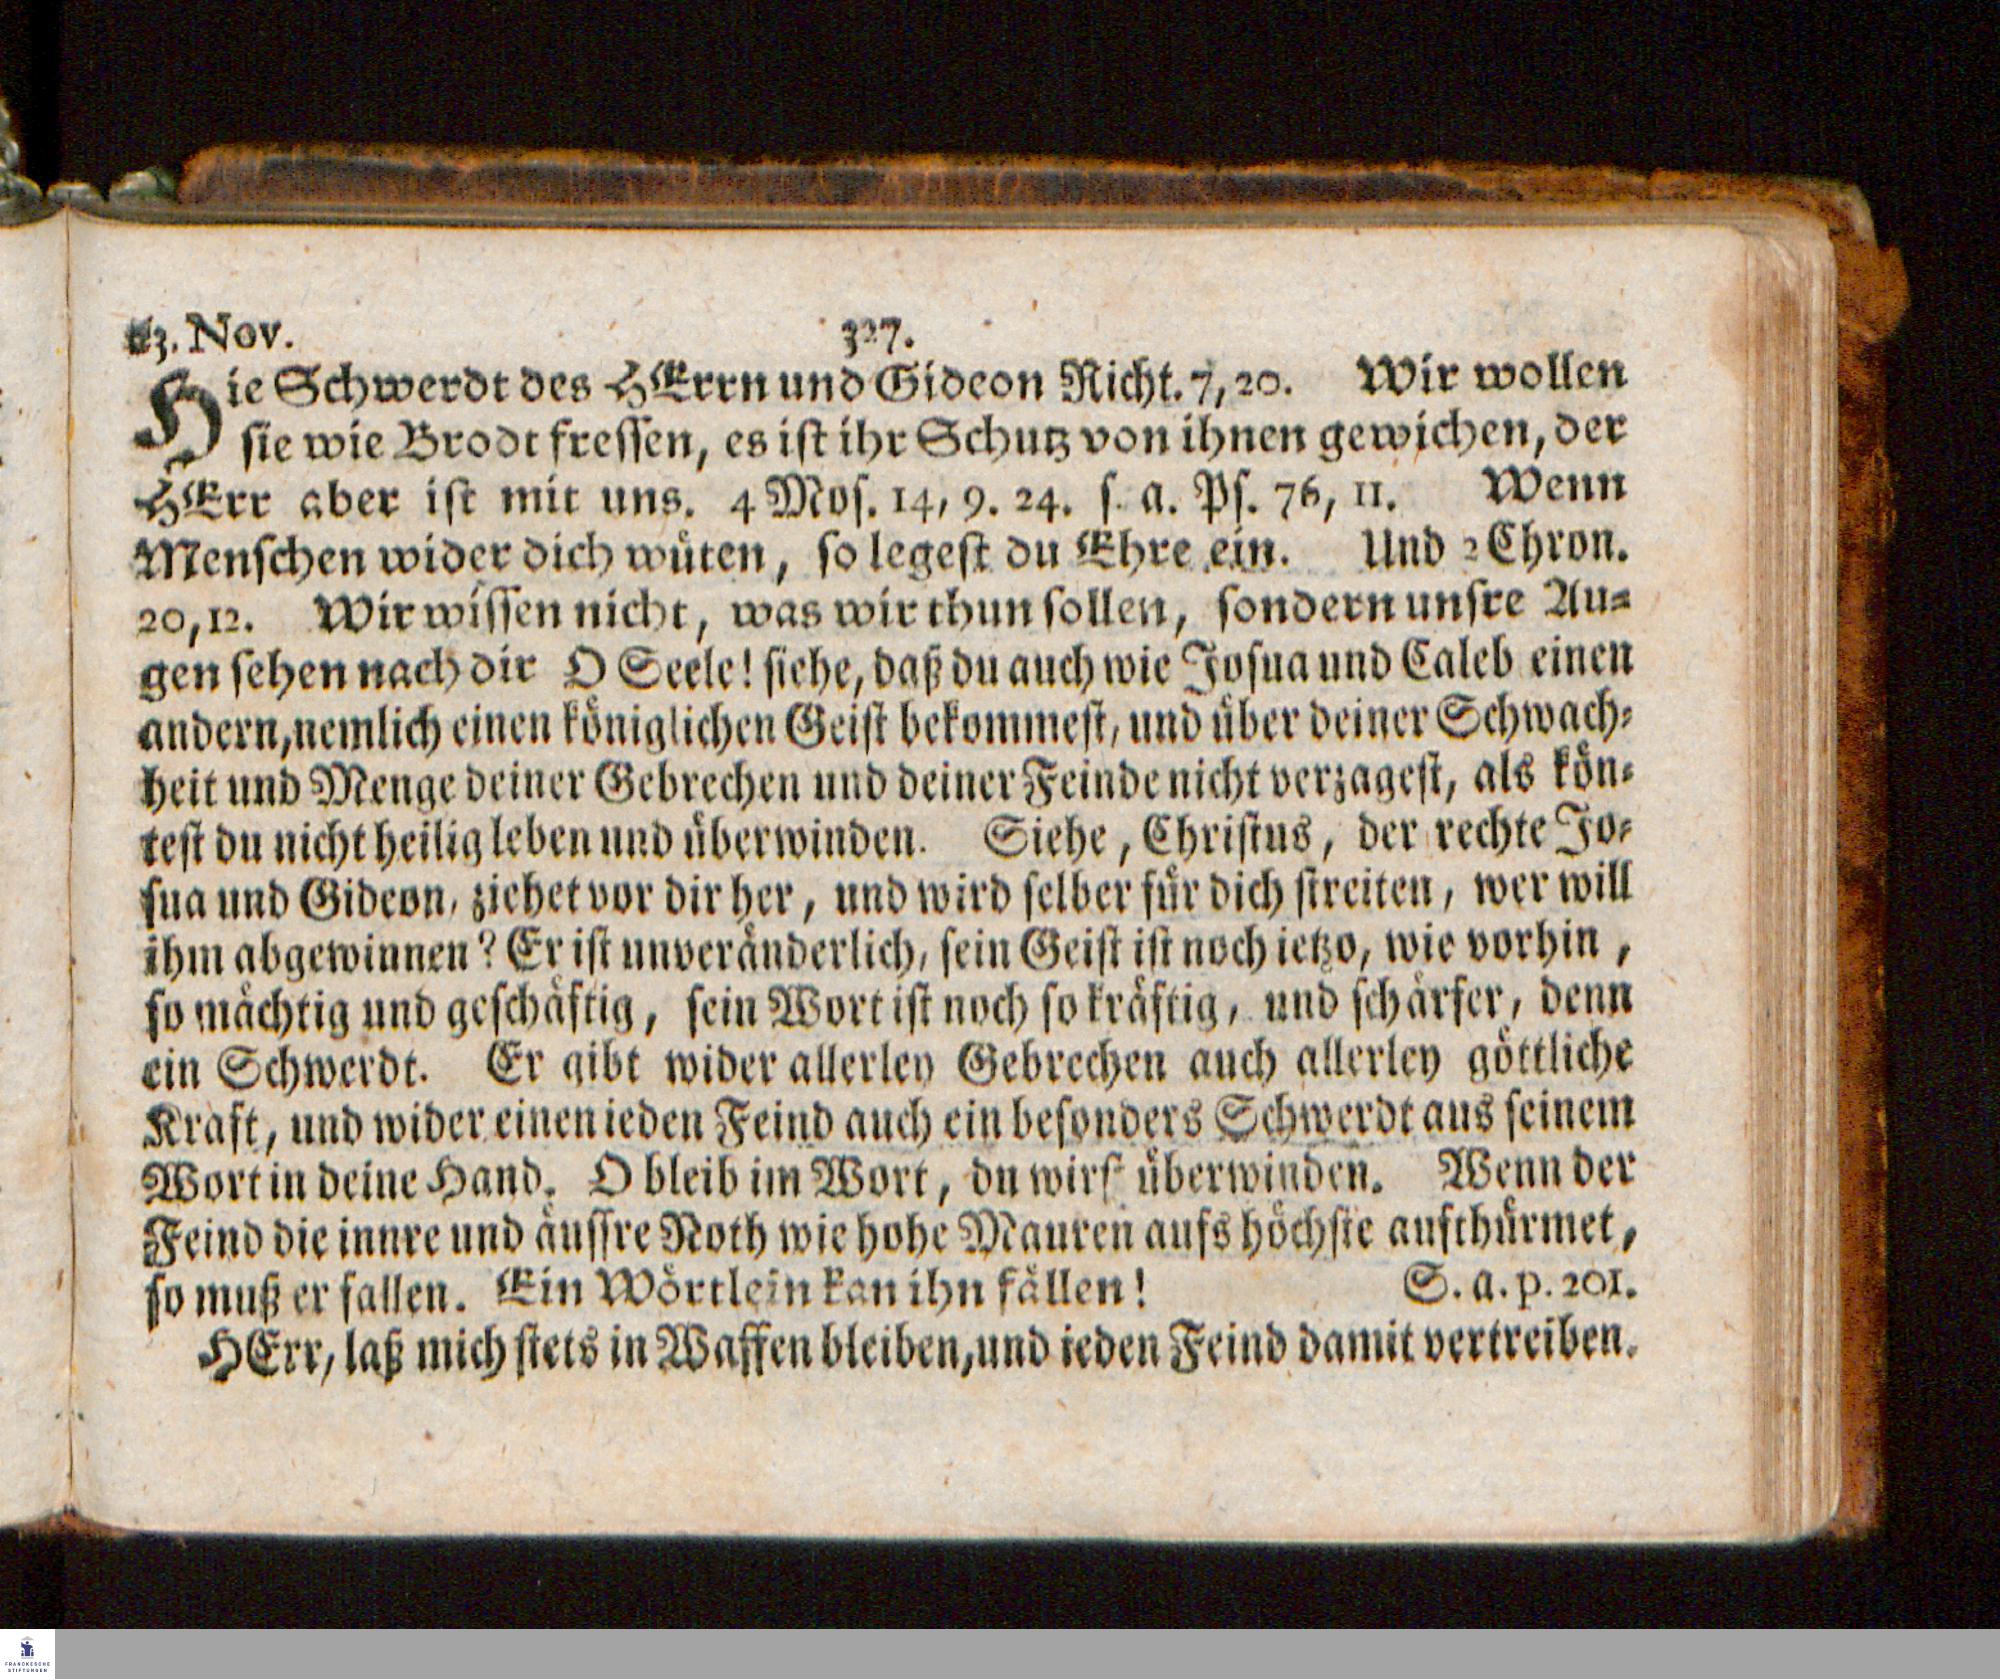 23. Nov. 327.
Hie Schwerdt des HErrn und Gideon Richt. 7, 20. Wir wollen
sie wie Brodt fressen, es ist ihr Schutz von ihnen gewichen, der
HErr aber ist mit uns. 4 Mos. 14, 9. 24. s. a. Ps. 76, 11. Wenn
Menschen wider dich wüten, so legest du Ehre ein. Und 2 Chron.
20, 12. Wir wissen nicht, was wir thun sollen, sondern unsre Au-
gen sehen nach dir O Seele! siehe, daß du auch wie Josua und Caleb einen
andern, nemlich einen königlichen Geist bekommest, und über deiner Schwach-
heit und Menge deiner Gebrechen und deiner Feinde nicht verzagest, als kön-
test du nicht heilig leben und überwinden. Siehe, Christus, der rechte Jo-
sua und Gideon, ziehet vor dir her, und wird selber für dich streiten, wer will
ihm abgewinnen? Er ist unveränderlich, sein Geist ist noch ietzo, wie vorhin,
so mächtig und geschäftig, sein Wort ist noch so kräftig, und schärfer, denn
ein Schwerdt. Er gibt wider allerley Gebrechen auch allerley göttliche
Kraft, und wider einen ieden Feind auch ein besonders Schwerdt aus seinem
Wort in deine Hand. O bleib im Wort, du wirst überwinden. Wenn der
Feind die innre und äussre Noth wie hohe Mauren aufs höchste aufthürmet,
so muß er fallen. Ein Wörtlein kan ihn fällen! S. a. p. 201.
HErr, laß mich stets in Waffen bleiben, und ieden Feind damit vertreiben.
FRANCKESCHE
STIFTUNGEN